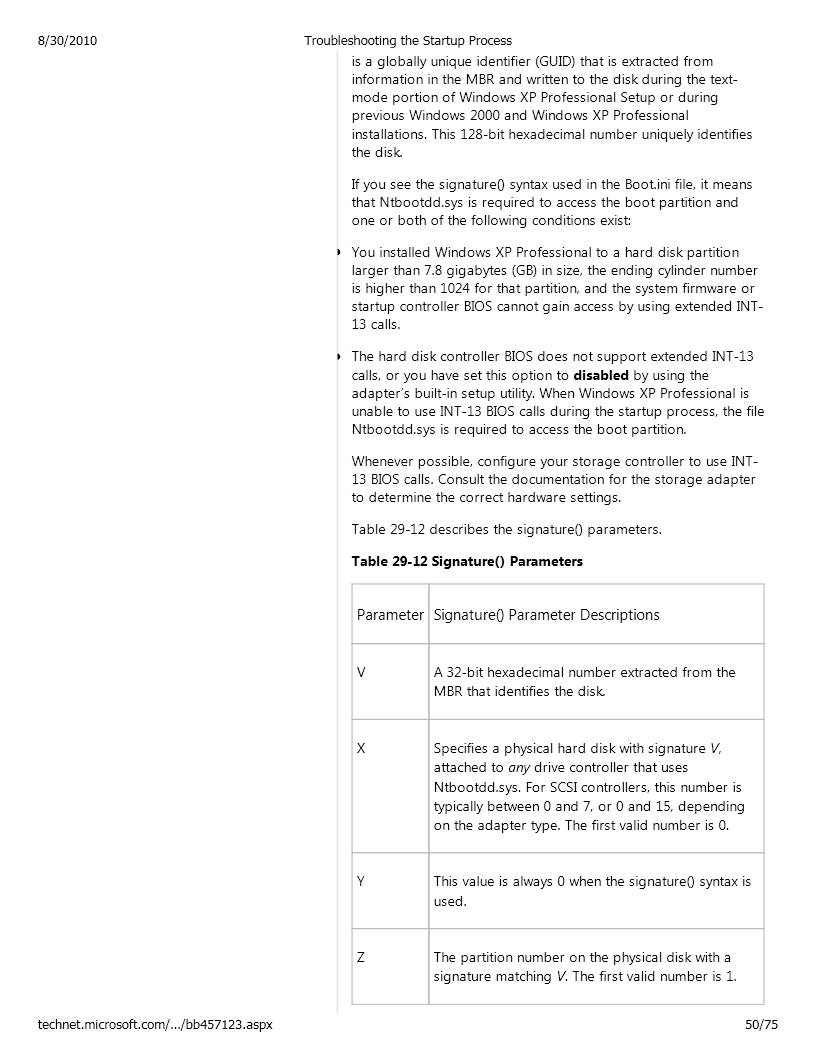 8/30/2010 Troubleshooting the Startup Process
is a globally unique identifier (GUID) that is extracted from
information in the MBR and written to the disk during the text-
mode portion of Windows XP Professional Setup or during
previous Windows 2000 and Windows XP Professional
installations. This 128-bit hexadecimal number uniquely identifies
the disk.
If you see the signature() syntax used in the Boot.ini file, it means
that Ntbootdd.sys is required to access the boot partition and
one or both of the following conditions exist:
You installed Windows XP Professional to a hard disk partition
larger than 7.8 gigabytes (GB) in size, the ending cylinder number
is higher than 1024 for that partition, and the system firmware or
startup controller BIOS cannot gain access by using extended INT-
13 calls.
The hard disk controller BIOS does not support extended INT-13
calls, or you have set this option to disabled by using the
adapter's built-in setup utility. When Windows XP Professional is
unable to use INT-13 BIOS calls during the startup process, the file
Ntbootdd.sys is required to access the boot partition.
Whenever possible, configure your storage controller to use INT-
13 BIOS calls. Consult the documentation for the storage adapter
to determine the correct hardware settings.
Table 29-12 describes the signature() parameters.
Table 29-12 Signature() Parameters
Parameter Signature() Parameter Descriptions
V A 32-bit hexadecimal number extracted from the
MBR that identifies the disk.
X Specifies a physical hard disk with signature V,
attached to any drive controller that uses
Ntbootdd.sys. For SCSI controllers, this number is
typically between 0 and 7, or 0 and 15, depending
on the adapter type. The first valid number is 0.
Y This value is always 0 when the signature() syntax is
used.
Z The partition number on the physical disk with a
signature matching V. The first valid number is 1.
technet.microsoft.com/.../bb457123.aspx 50/75